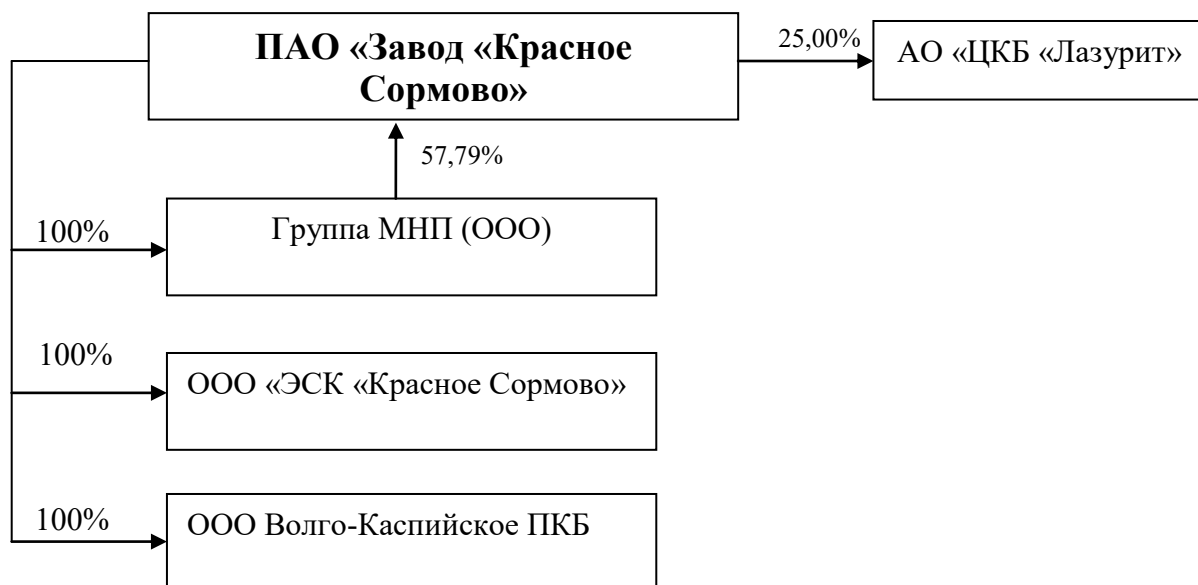 ПАО «Завод «Красное
Сормово»
25,00%
АО «ЦКБ «Лазурит»
57,79%
100%
Группа МНП (ООО)
100%
ООО «ЭСК «Красное Сормово»
100%
ООО Волго-Каспийское ПКБ